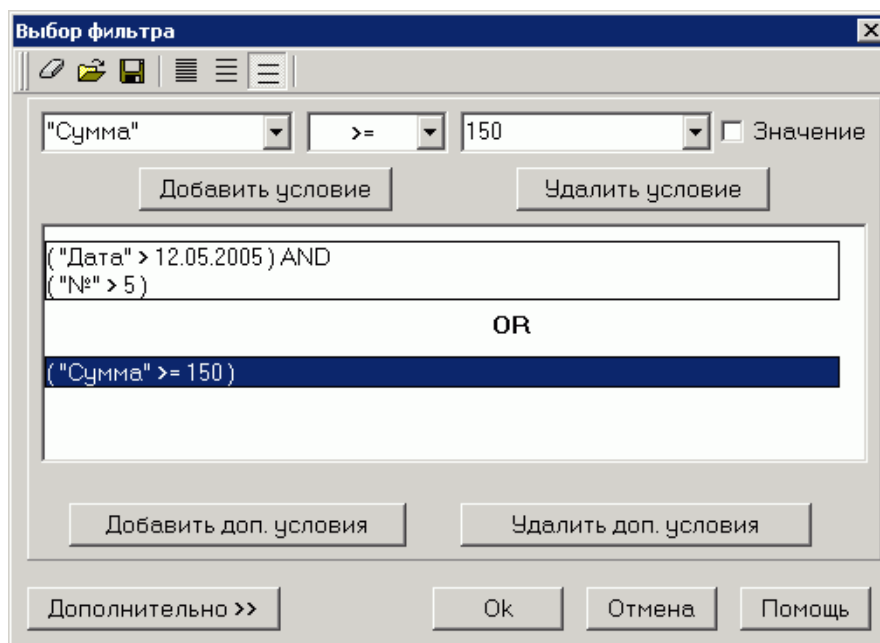 Выбор фильтра
"Сумма" >= 150 Значение
Добавить условие Удалить условие
( "Дата" > 12.05.2005 ) AND
( "№" > 5 )
OR
( "Сумма" >= 150 )
Добавить доп. условия Удалить доп. условия
Дополнительно >> Ok Отмена Помощь